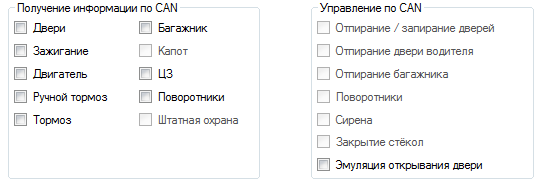 Получение информации по CAN
Двери
Багажник
Зажигание
Капот
Двигатель
ЦЗ
Ручной тормоз
Поворотники
Тормоз
Штатная охрана
Управление по CAN
Отпирание / запирание дверей
Отпирание двери водителя
Отпирание багажника
Поворотники
Сирена
Закрытие стёкол
Эмуляция открывания двери